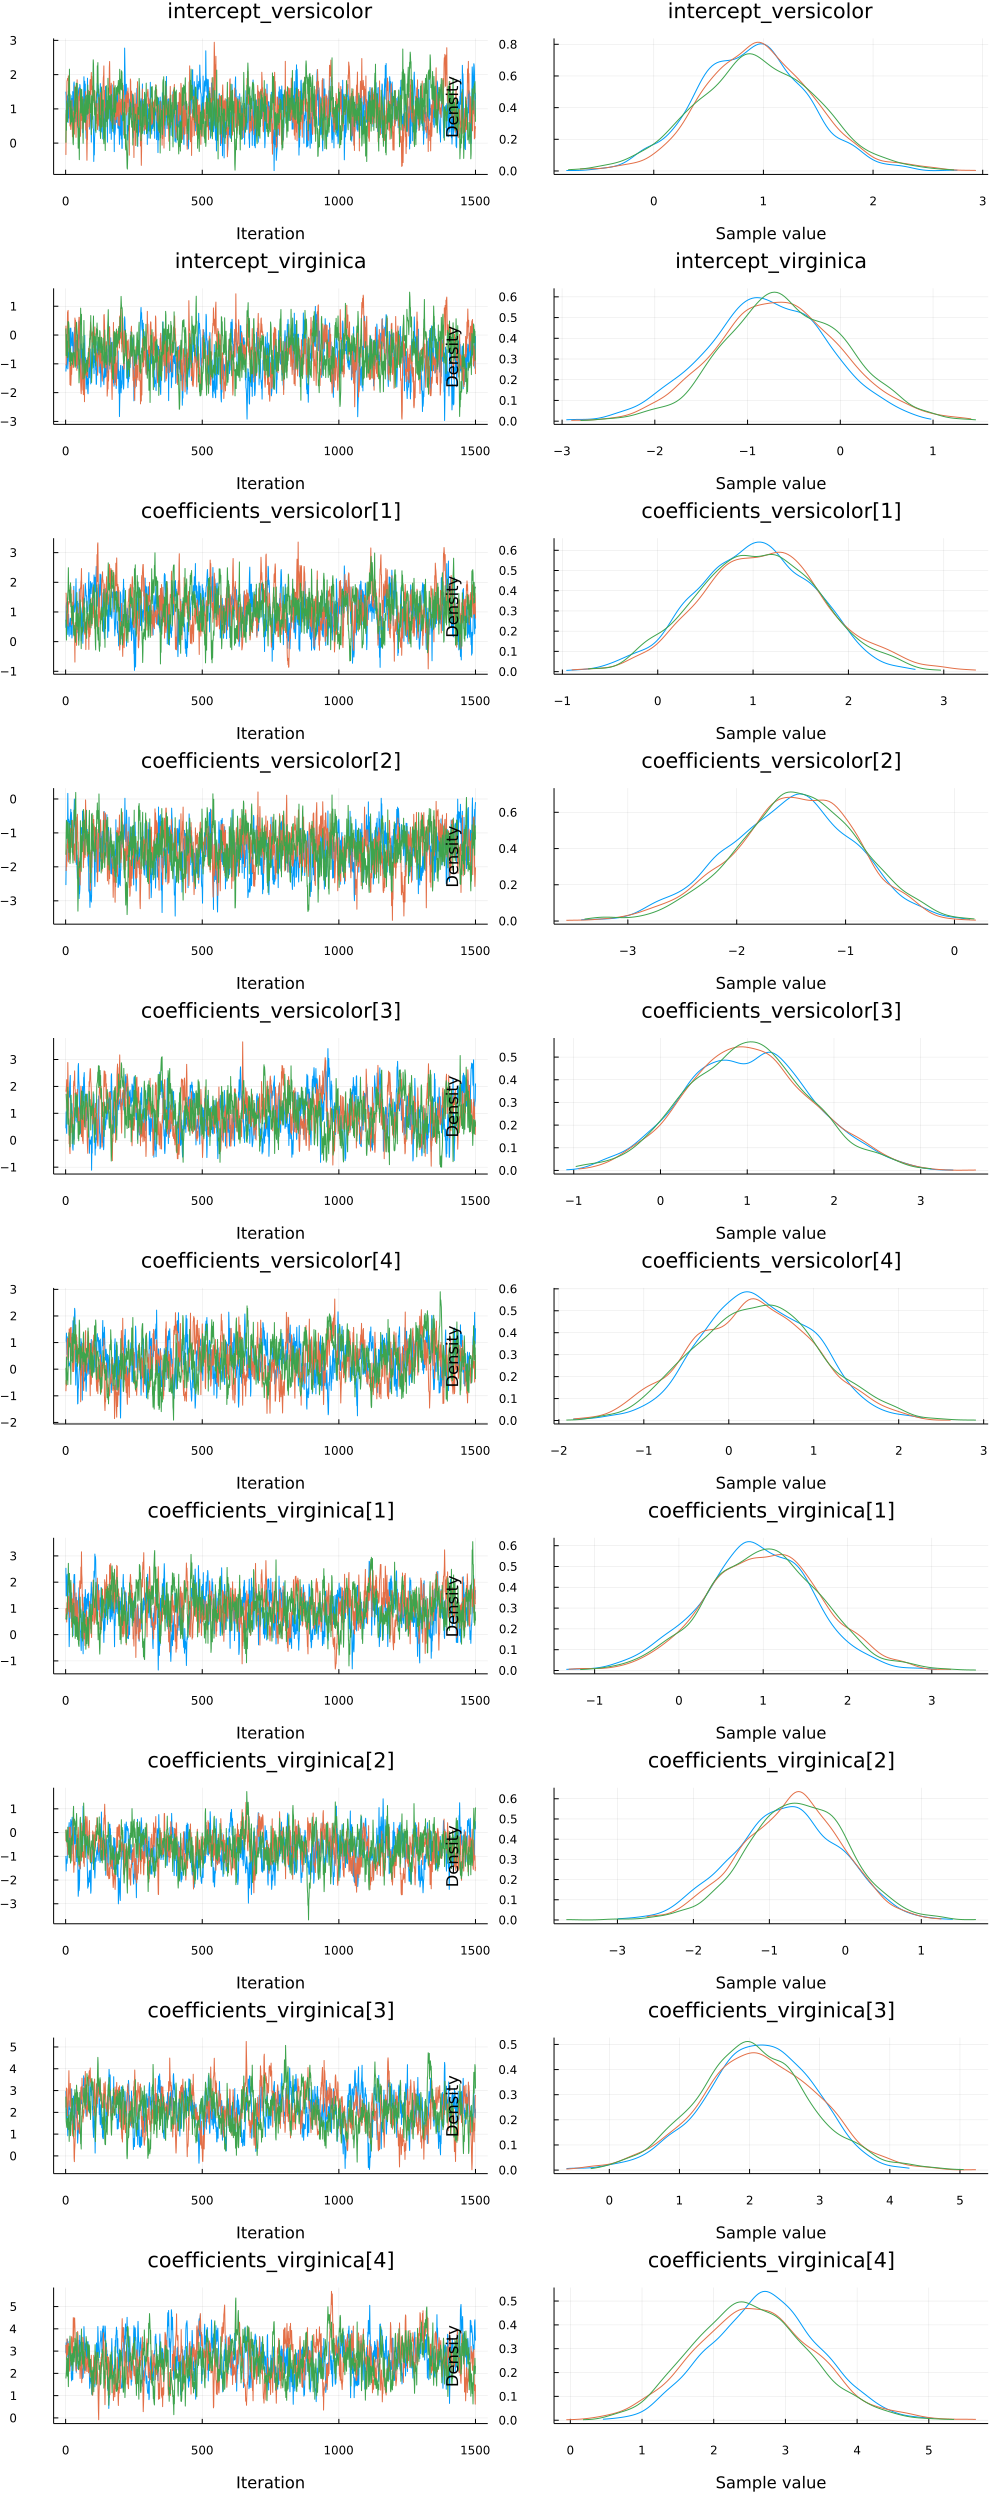 intercept_versicolor intercept_versicolor
3
2
1
0
Density
0.8
0.6
0.4
0.2
0.0
0 500 1000 1500 0 1 2 3
Iteration Sample value
intercept_virginica intercept_virginica
1
0
−1
−2
−3
Density
0.6
0.5
0.4
0.3
0.2
0.1
0.0
0 500 1000 1500 −3 −2 −1 0 1
Iteration Sample value
coefficients_versicolor[1] coefficients_versicolor[1]
3
2
1
0
−1
Density
0.6
0.5
0.4
0.3
0.2
0.1
0.0
0 500 1000 1500 −1 0 1 2 3
Iteration Sample value
coefficients_versicolor[2] coefficients_versicolor[2]
0
−1
−2
−3
Density
0.6
0.4
0.2
0.0
0 500 1000 1500 −3 −2 −1 0
Iteration Sample value
coefficients_versicolor[3] coefficients_versicolor[3]
3
2
1
0
−1
Density
0.5
0.4
0.3
0.2
0.1
0.0
0 500 1000 1500 −1 0 1 2 3
Iteration Sample value
coefficients_versicolor[4] coefficients_versicolor[4]
3
2
1
0
−1
−2
Density
0.6
0.5
0.4
0.3
0.2
0.1
0.0
0 500 1000 1500 −2 −1 0 1 2 3
Iteration Sample value
coefficients_virginica[1] coefficients_virginica[1]
3
2
1
0
−1
Density
0.6
0.5
0.4
0.3
0.2
0.1
0.0
0 500 1000 1500 −1 0 1 2 3
Iteration Sample value
coefficients_virginica[2] coefficients_virginica[2]
1
0
−1
−2
−3
Density
0.6
0.5
0.4
0.3
0.2
0.1
0.0
0 500 1000 1500 −3 −2 −1 0 1
Iteration Sample value
coefficients_virginica[3] coefficients_virginica[3]
5
4
3
2
1
0
Density
0.5
0.4
0.3
0.2
0.1
0.0
0 500 1000 1500 0 1 2 3 4 5
Iteration Sample value
coefficients_virginica[4] coefficients_virginica[4]
5
4
3
2
1
0
Density
0.5
0.4
0.3
0.2
0.1
0.0
0 500 1000 1500 0 1 2 3 4 5
Iteration Sample value